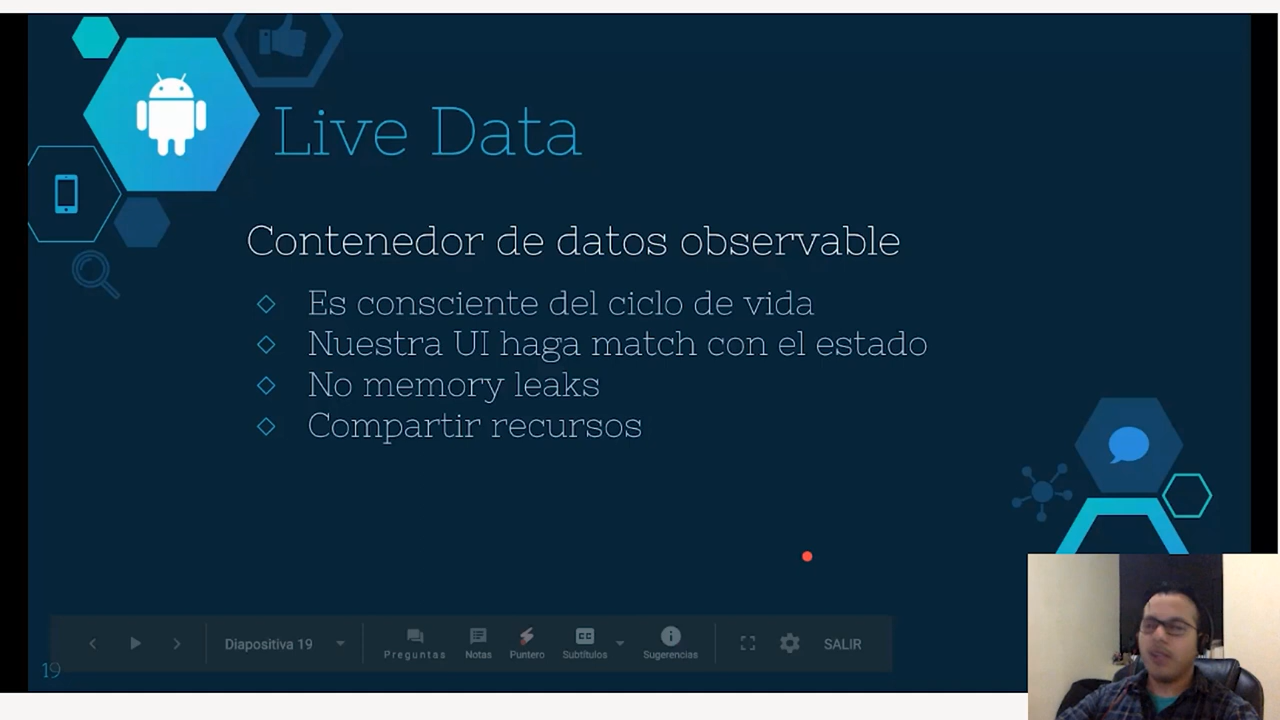 Live Data
Contenedor de datos observable
Es consciente del ciclo de vida
Nuestra UI haga match con el estado
No memory leaks
Compartir recursos
Diapositiva 19
Preguntas
Notas
Puntero
CC
Subtítulos
Sugerencias
SALIR
19